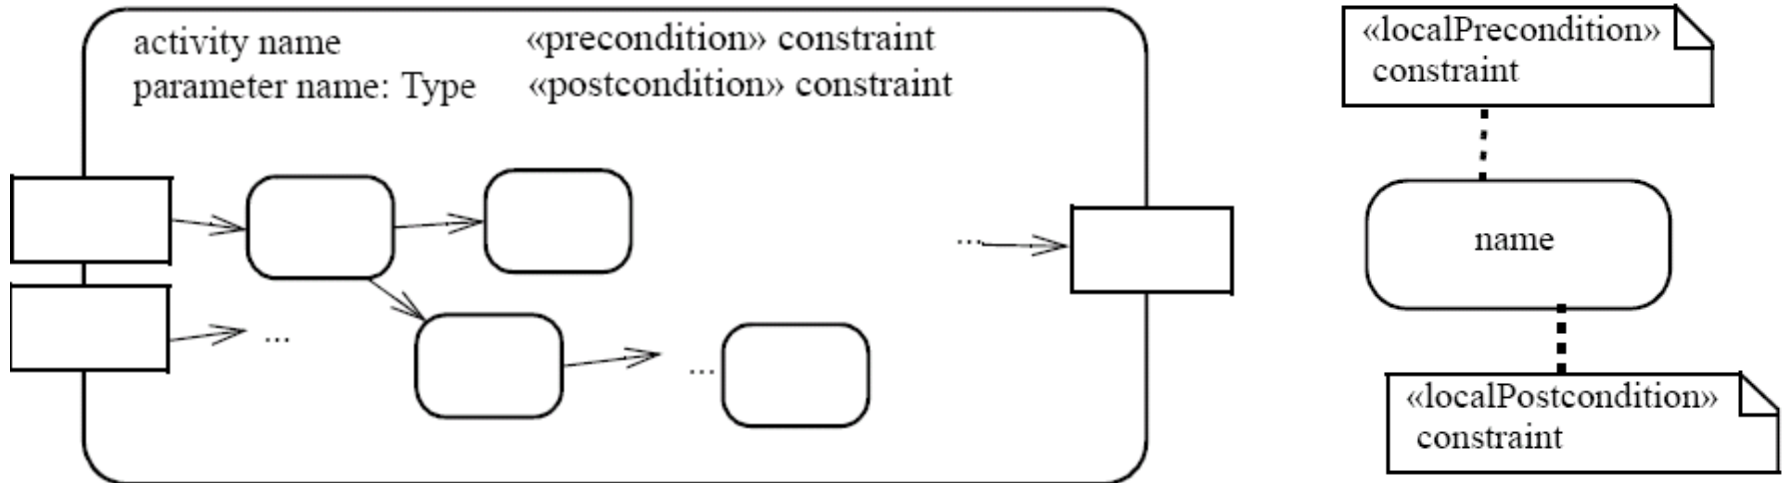 activity name
«precondition» constraint
parameter name: Type
«postcondition» constraint
...
...
...
«localPrecondition»
constraint
name
«localPostcondition»
constraint